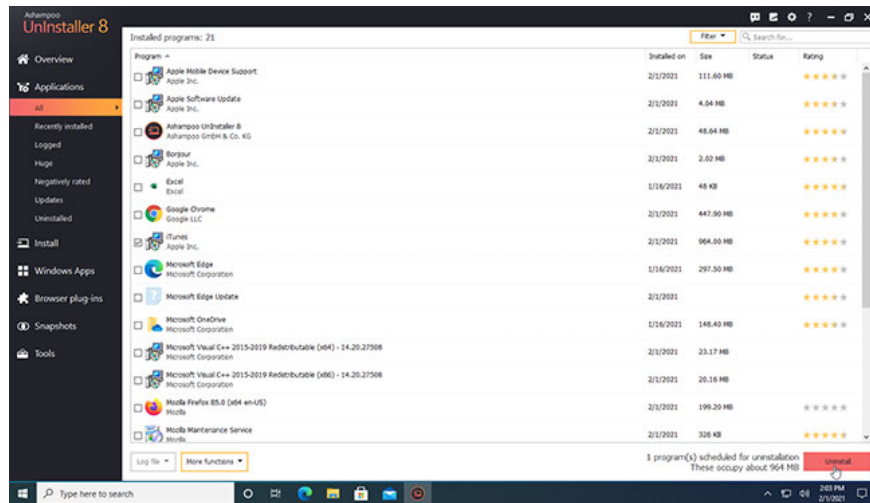 Ashampoo
UnInstaller 8
Installed programs: 21
Filter
Search for...
Program
Installed on
Size
Status
Rating
Overview
Applications
All
Recently installed
Logged
Huge
Negatively rated
Updates
Uninstalled
Install
Windows Apps
Browser plug-ins
Snapshots
Tools
Apple Mobile Device Support
Apple Inc.
2/1/2021
111.60 MB
Apple Software Update
Apple Inc.
2/1/2021
4.04 MB
Ashampoo UnInstaller 8
Ashampoo GmbH & Co. KG
2/1/2021
48.64 MB
Bonjour
Apple Inc.
2/1/2021
2.02 MB
Excel
Excel
1/16/2021
48 KB
Google Chrome
Google LLC
2/1/2021
447.90 MB
iTunes
Apple Inc.
2/1/2021
964.00 MB
Microsoft Edge
Microsoft Corporation
1/16/2021
297.50 MB
Microsoft Edge Update
2/1/2021
Microsoft OneDrive
Microsoft Corporation
1/16/2021
148.40 MB
Microsoft Visual C++ 2015-2019 Redistributable (x64) - 14.20.27508
Microsoft Corporation
2/1/2021
23.17 MB
Microsoft Visual C++ 2015-2019 Redistributable (x86) - 14.20.27508
Microsoft Corporation
2/1/2021
20.16 MB
Mozilla Firefox 85.0 (x64 en-US)
Mozilla
2/1/2021
199.20 MB
Mozilla Maintenance Service
Mozilla
2/1/2021
326 KB
Log file
More functions
1 program(s) scheduled for uninstallation
These occupy about 964 MB
Uninstall
Type here to search
2:03 PM
2/1/2021